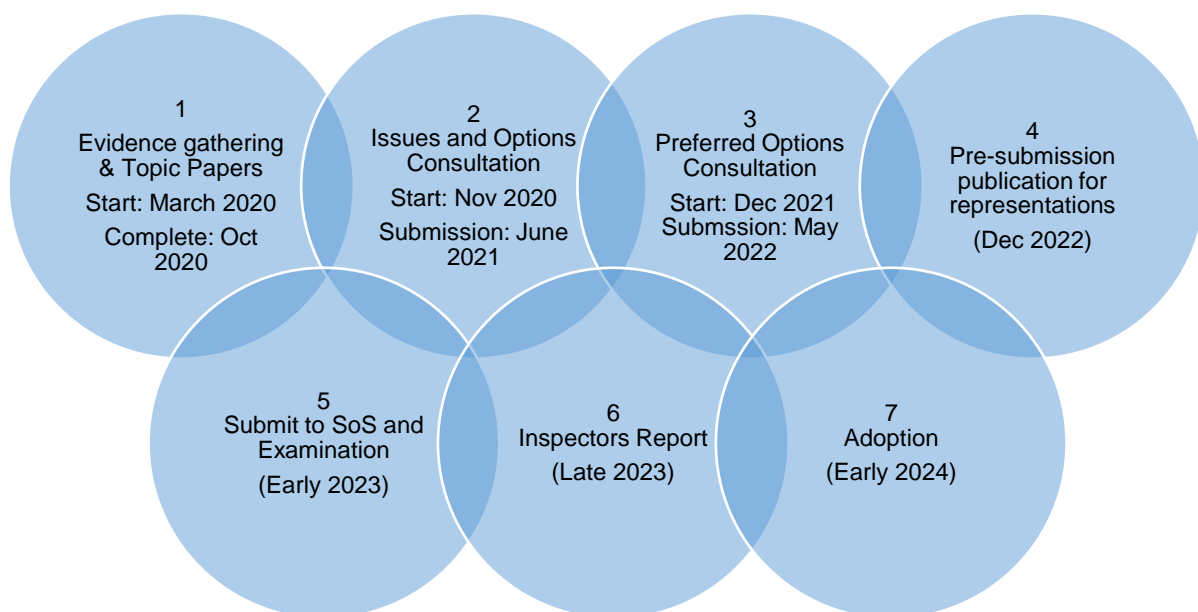 1
Evidence gathering
& Topic Papers
Start: March 2020
Complete: Oct
2020
2
Issues and Options
Consultation
Start: Nov 2020
Submission: June
2021
3
Preferred Options
Consultation
Start: Dec 2021
Submssion: May
2022
4
Pre-submission
publication for
representations
(Dec 2022)
5
Submit to SoS and
Examination
(Early 2023)
6
Inspectors Report
(Late 2023)
7
Adoption
(Early 2024)